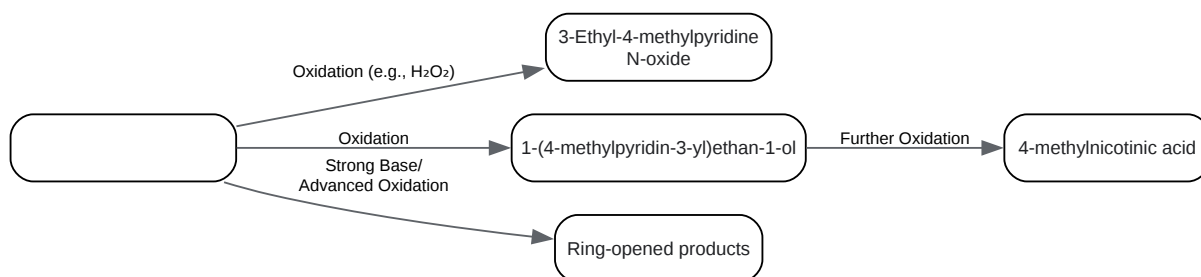 3-Ethyl-4-methylpyridine
N-oxide
Oxidation (e.g., H₂O₂)
Oxidation
1-(4-methylpyridin-3-yl)ethan-1-ol
Further Oxidation
4-methylnicotinic acid
Strong Base/
Advanced Oxidation
Ring-opened products